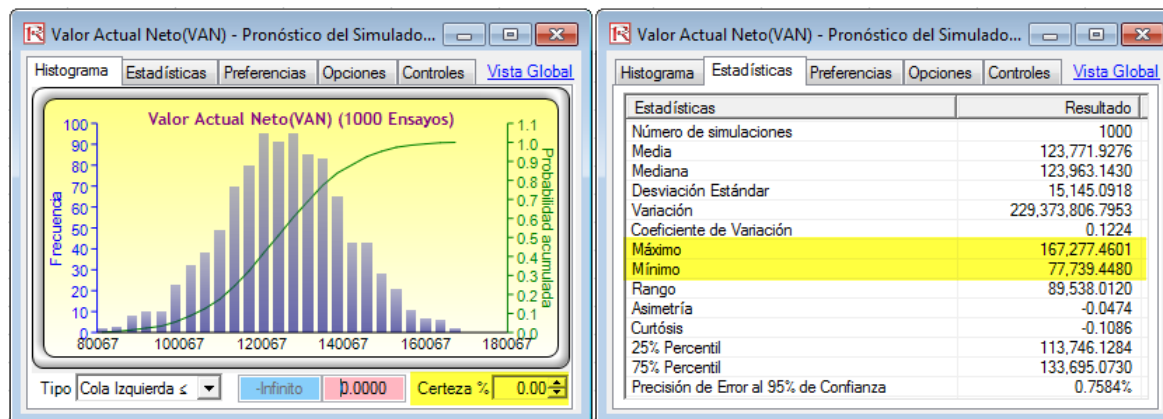 Valor Actual Neto(VAN) - Pronóstico del Simulado...
Histograma Estadísticas Preferencias Opciones Controles Vista Global
Valor Actual Neto(VAN) (1000 Ensayos)
Frecuencia
100
90
80
70
60
50
40
30
20
10
0
80067 100067 120067 140067 160067 180067
1.1
1.0
0.9
0.8
0.7
0.6
0.5
0.4
0.3
0.2
0.1
0.0
Probabilidad acumulada
Tipo Cola Izquierda ≤ -Infinito 0.0000 Certeza % 0.00
Valor Actual Neto(VAN) - Pronóstico del Simulado...
Histograma Estadísticas Preferencias Opciones Controles Vista Global
Estadísticas Resultado
Número de simulaciones 1000
Media 123,771.9276
Mediana 123,963.1430
Desviación Estándar 15,145.0918
Variación 229,373,806.7953
Coeficiente de Variación 0.1224
Máximo 167,277.4601
Mínimo 77,739.4480
Rango 89,538.0120
Asimetría -0.0474
Curtósis -0.1086
25% Percentil 113,746.1284
75% Percentil 133,695.0730
Precisión de Error al 95% de Confianza 0.7584%